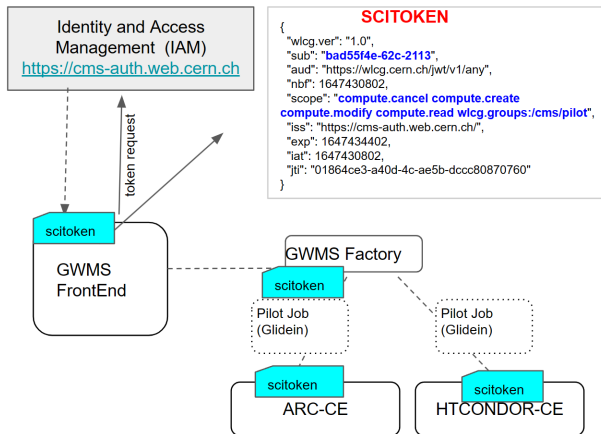 Identity and Access
Management (IAM)
https://cms-auth.web.cern.ch
SCITOKEN
{
"wlcg.ver": "1.0",
"sub": "bad55f4e-62c-2113",
"aud": "https://wlcg.cern.ch/jwt/v1/any",
"nbf": 1647430802,
"scope": "compute.cancel compute.create
compute.modify compute.read wlcg.groups:/cms/pilot",
"iss": "https://cms-auth.web.cern.ch/",
"exp": 1647434402,
"iat": 1647430802,
"jti": "01864ce3-a40d-4c-ae5b-dccc80870760"
}
token request
scitoken
GWMS
FrontEnd
GWMS Factory
scitoken
Pilot Job
(Glidein)
Pilot Job
(Glidein)
scitoken
ARC-CE
scitoken
HTCONDOR-CE